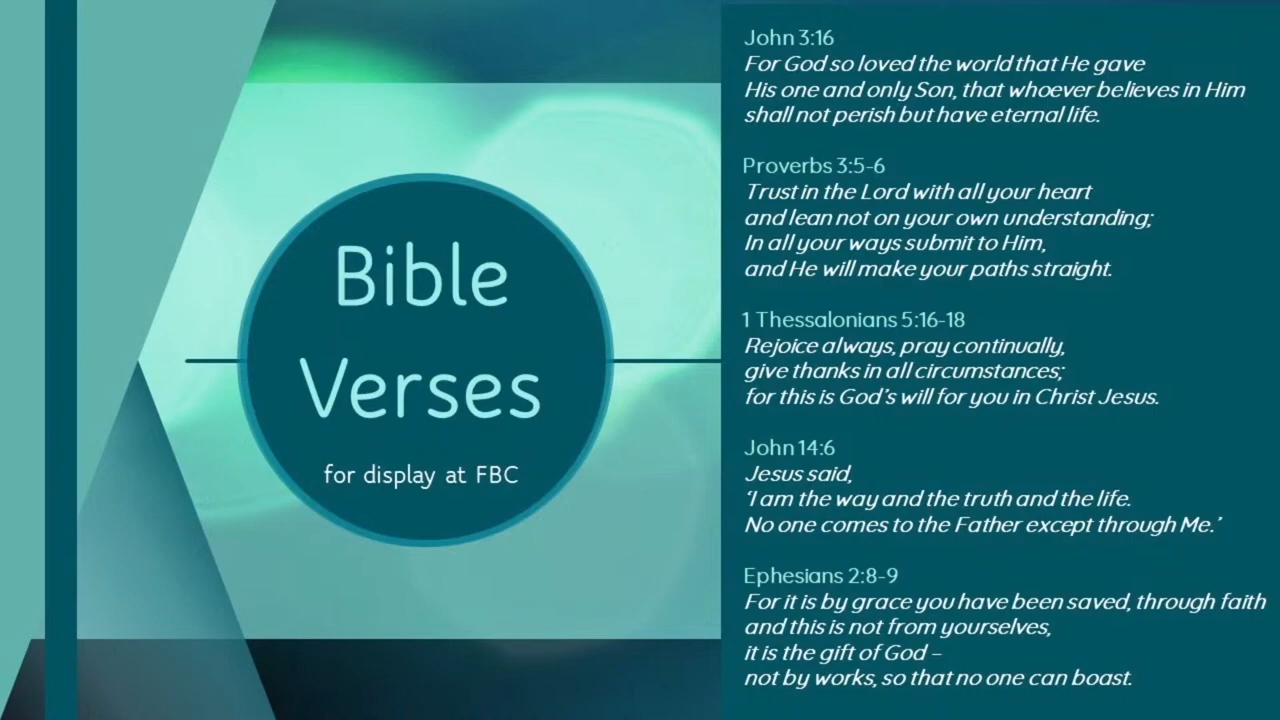 Bible
Verses
for display at FBC
John 3:16
For God so loved the world that He gave
His one and only Son, that whoever believes in Him
shall not perish but have eternal life.
Proverbs 3:5-6
Trust in the Lord with all your heart
and lean not on your own understanding;
In all your ways submit to Him,
and He will make your paths straight.
1 Thessalonians 5:16-18
Rejoice always, pray continually,
give thanks in all circumstances;
for this is God's will for you in Christ Jesus.
John 14:6
Jesus said,
‘I am the way and the truth and the life.
No one comes to the Father except through Me.’
Ephesians 2:8-9
For it is by grace you have been saved, through faith
and this is not from yourselves,
it is the gift of God –
not by works, so that no one can boast.